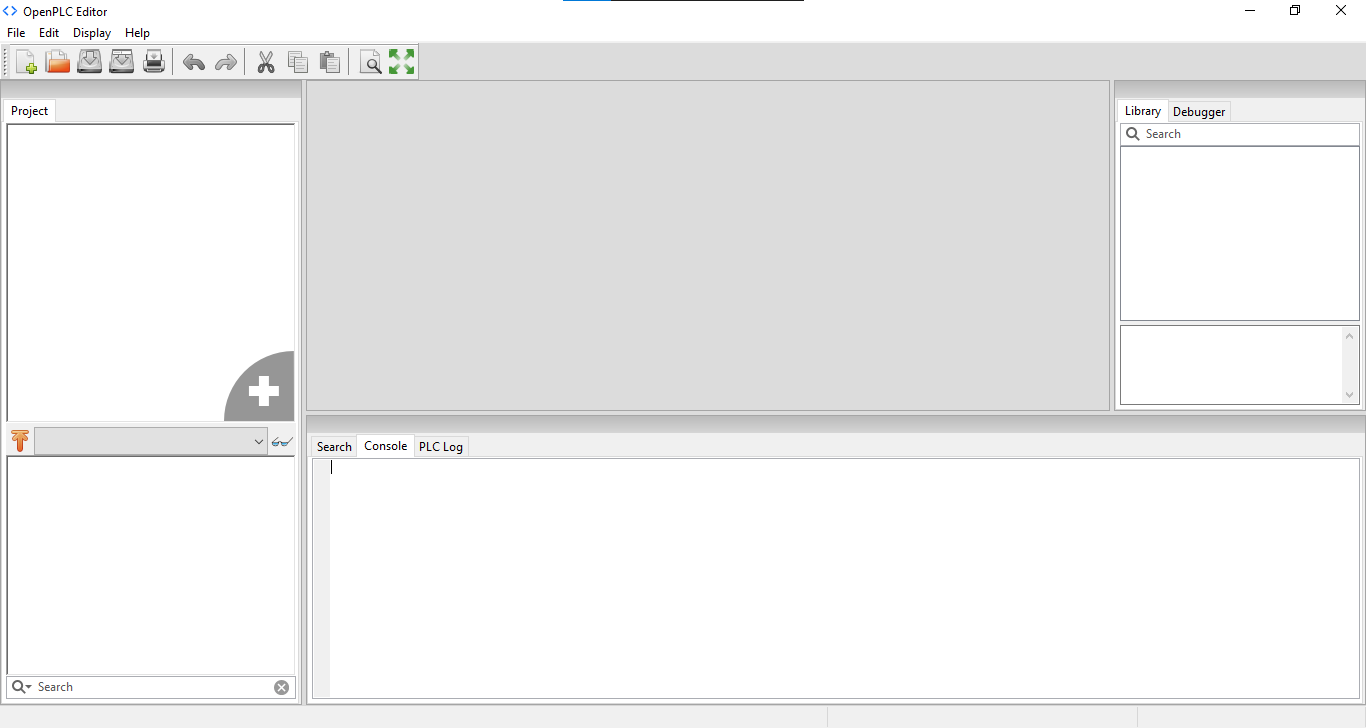 OpenPLC Editor
File Edit Display Help
Project
Library Debugger
Search
Search Console PLC Log
Search